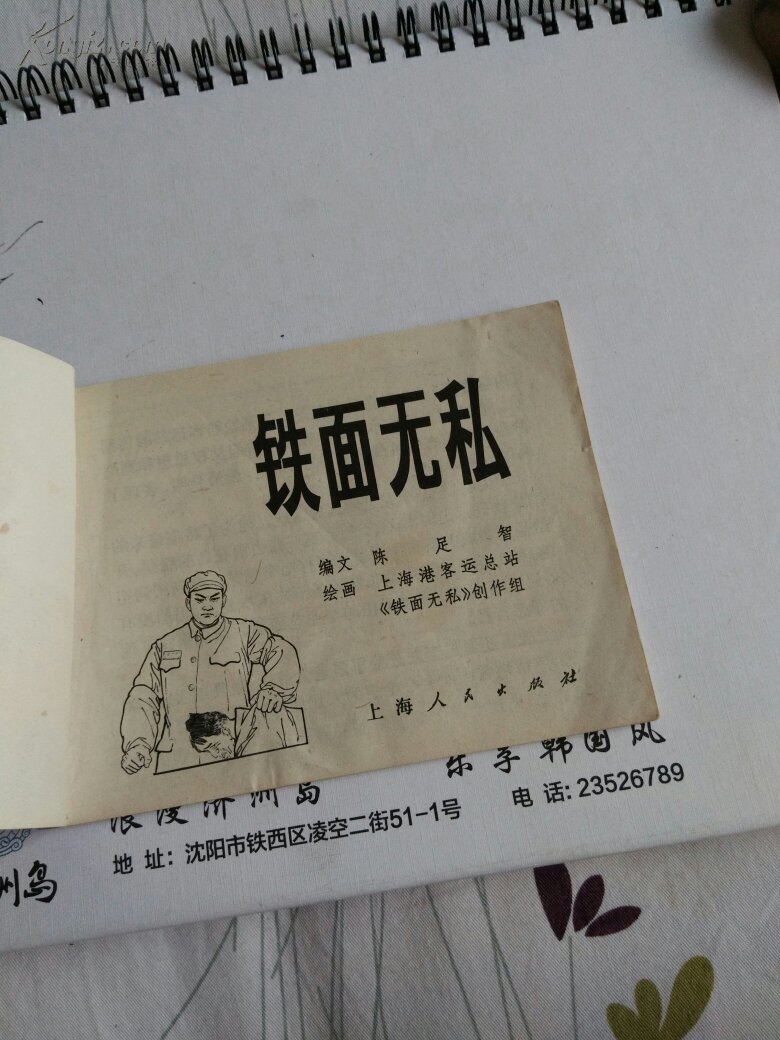 铁面无私
编文 陈足智
绘画 上海港客运总站
《铁面无私》创作组
上海人民出版社
浪漫济州岛 乐享韩国风
地 址：沈阳市铁西区凌空二街51-1号 电 话：23526789
州岛